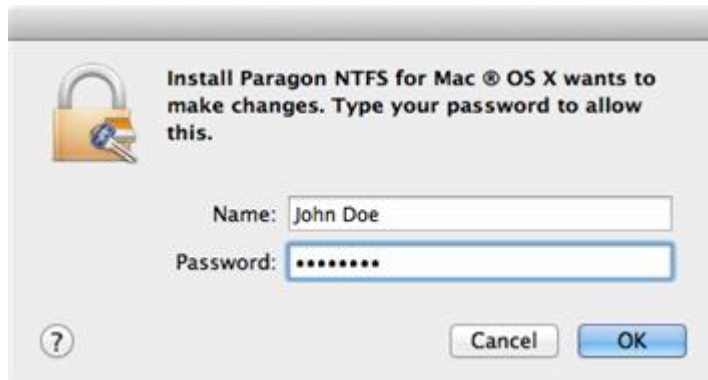 Install Paragon NTFS for Mac ® OS X wants to
make changes. Type your password to allow
this.
Name: John Doe
Password: ••••••••
? Cancel OK